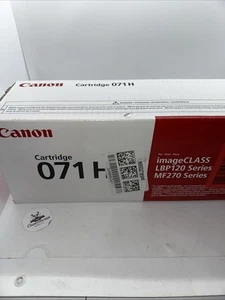 Canon
Cartridge 071 H
Canon
Cartridge
071 H
imageCLASS
LBP120 Series
MF270 Series